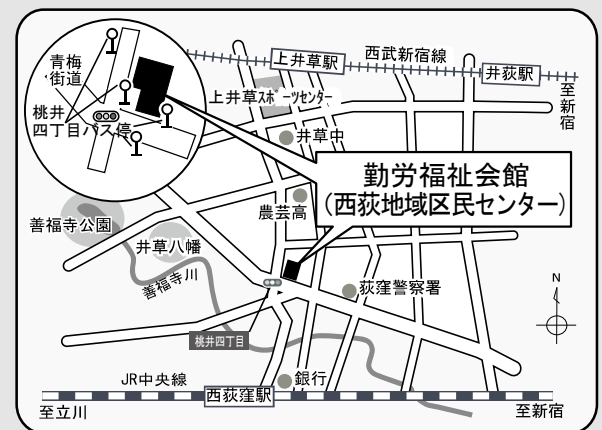 青梅
街道
桃井
四丁目バス停
上井草駅
西武新宿線
井荻駅
至新宿
上井草スポーツセンター
井草中
勤労福祉会館
(西荻地域区民センター)
農芸高
善福寺公園
井草八幡
善福寺川
荻窪警察署
N
桃井四丁目
JR中央線
西荻窪駅
銀行
至立川
至新宿